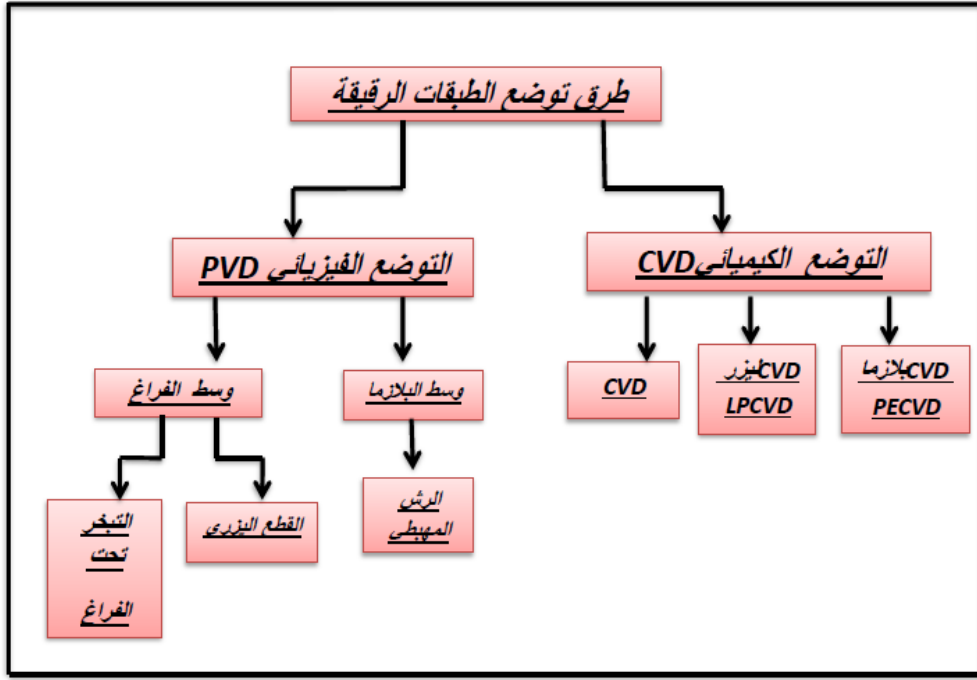 طرق توضع الطبقات الرقيقة
التوضع الكيميائيCVD
التوضع الفيزيائي PVD
CVDبلازما
PECVD
CVDليزر
LPCVD
CVD
وسط البلازما
وسط الفراغ
الرش
المهبطي
القطع اليزري
التبخر
تحت
الفراغ